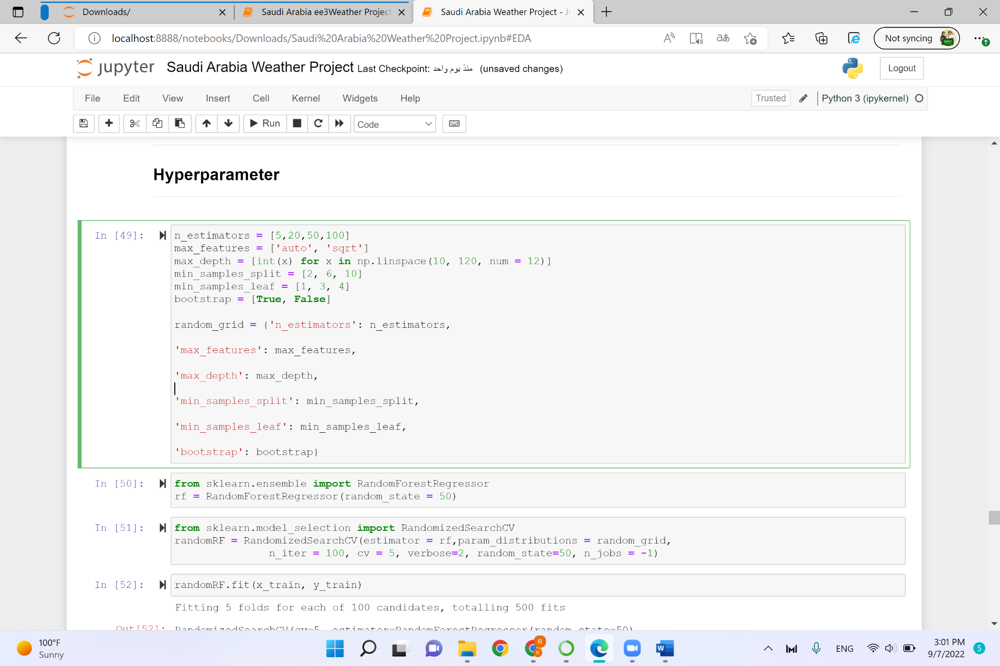 Downloads/
Saudi Arabia ee3Weather Project
Saudi Arabia Weather Project - Ju
localhost:8888/notebooks/Downloads/Saudi%20Arabia%20Weather%20Project.ipynb#EDA
Not syncing
jupyter Saudi Arabia Weather Project Last Checkpoint: منذ يوم واحد (unsaved changes)
Logout
File Edit View Insert Cell Kernel Widgets Help
Trusted
Python 3 (ipykernel)
Run
Code
Hyperparameter
In [49]:
n_estimators = [5,20,50,100]
max_features = ['auto', 'sqrt']
max_depth = [int(x) for x in np.linspace(10, 120, num = 12)]
min_samples_split = [2, 6, 10]
min_samples_leaf = [1, 3, 4]
bootstrap = [True, False]
random_grid = {'n_estimators': n_estimators,
'max_features': max_features,
'max_depth': max_depth,
'min_samples_split': min_samples_split,
'min_samples_leaf': min_samples_leaf,
'bootstrap': bootstrap}
In [50]:
from sklearn.ensemble import RandomForestRegressor
rf = RandomForestRegressor(random_state = 50)
In [51]:
from sklearn.model_selection import RandomizedSearchCV
randomRF = RandomizedSearchCV(estimator = rf,param_distributions = random_grid,
n_iter = 100, cv = 5, verbose=2, random_state=50, n_jobs = -1)
In [52]:
randomRF.fit(x_train, y_train)
Fitting 5 folds for each of 100 candidates, totalling 500 fits
Out[52]: RandomizedSearchCV(cv=5, estimator=RandomForestRegressor(random_state=50),
100°F
Sunny
ENG
3:01 PM
9/7/2022
5